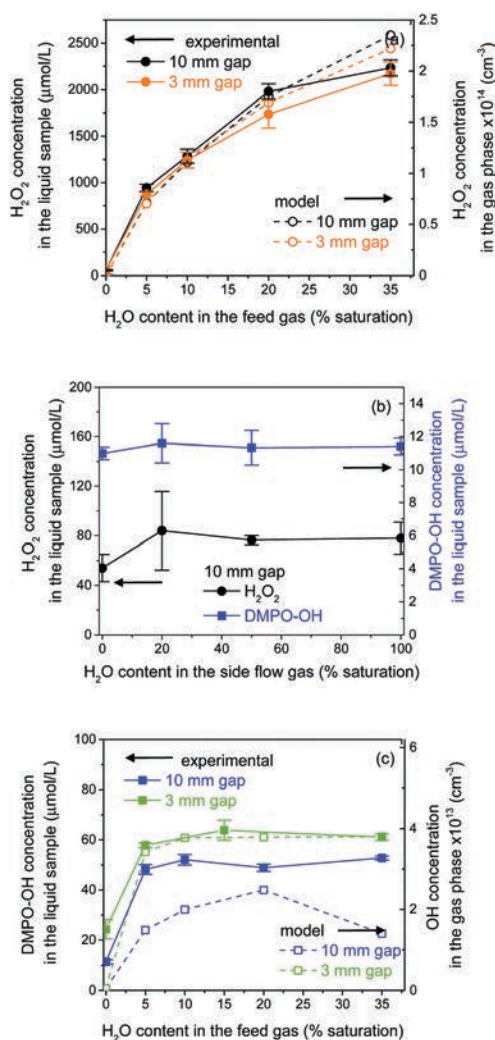 (a)
experimental
10 mm gap
3 mm gap
model
10 mm gap
3 mm gap
H₂O₂ concentration
in the liquid sample (μmol/L)
2500
2000
1500
1000
500
0
H₂O₂ concentration
in the gas phase x10¹⁴ (cm⁻³)
2.5
2
1.5
1
0.5
0
0 5 10 15 20 25 30 35
H₂O content in the feed gas (% saturation)
(b)
H₂O₂ concentration
in the liquid sample (μmol/L)
200
160
120
80
40
0
DMPO-OH concentration
in the liquid sample (μmol/L)
14
12
10
8
6
4
2
0
10 mm gap
H₂O₂
DMPO-OH
0 20 40 60 80 100
H₂O content in the side flow gas (% saturation)
(c)
experimental
10 mm gap
3 mm gap
model
10 mm gap
3 mm gap
DMPO-OH concentration
in the liquid sample (μmol/L)
100
80
60
40
20
0
OH concentration
in the gas phase x10¹³ (cm⁻³)
6
4
2
0
0 5 10 15 20 25 30 35
H₂O content in the feed gas (% saturation)